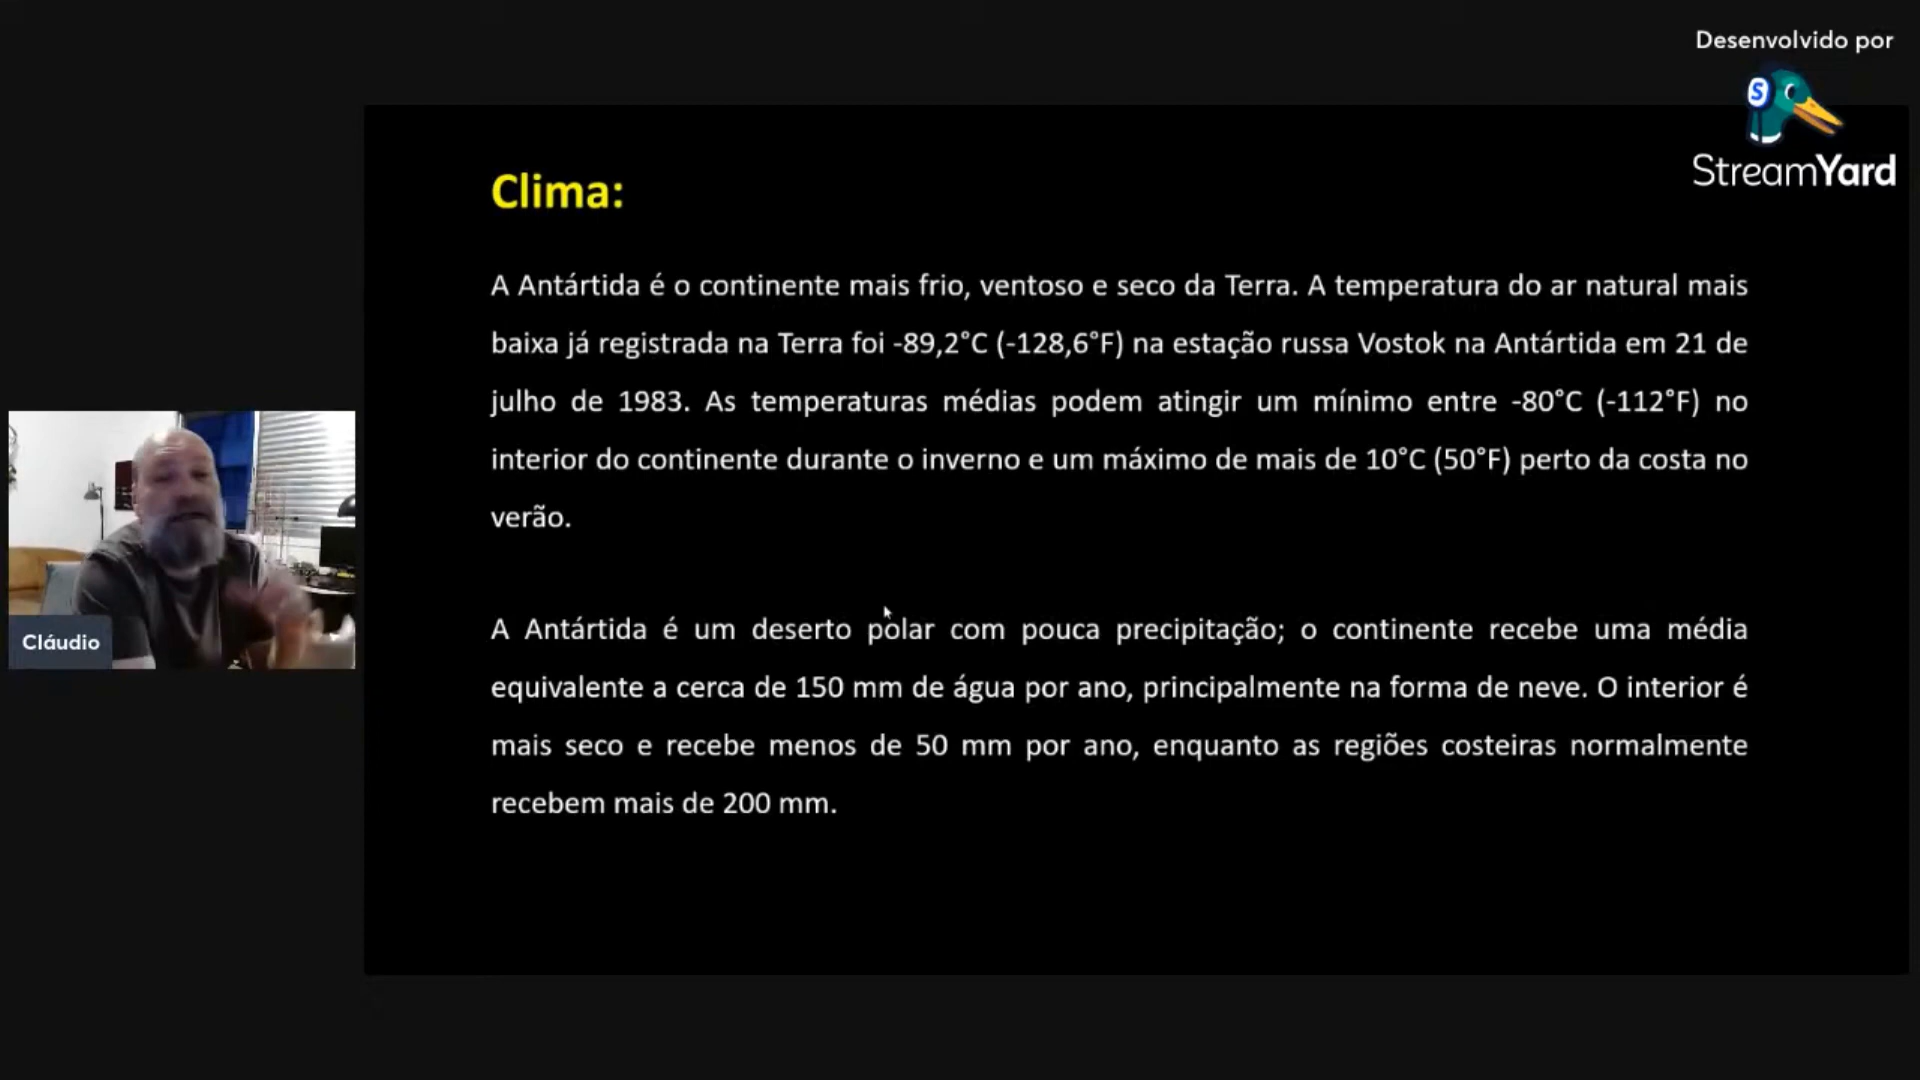 Desenvolvido por
S
StreamYard
Clima:
A Antártida é o continente mais frio, ventoso e seco da Terra. A temperatura do ar natural mais
baixa já registrada na Terra foi -89,2°C (-128,6°F) na estação russa Vostok na Antártida em 21 de
julho de 1983. As temperaturas médias podem atingir um mínimo entre -80°C (-112°F) no
interior do continente durante o inverno e um máximo de mais de 10°C (50°F) perto da costa no
verão.
A Antártida é um deserto polar com pouca precipitação; o continente recebe uma média
equivalente a cerca de 150 mm de água por ano, principalmente na forma de neve. O interior é
mais seco e recebe menos de 50 mm por ano, enquanto as regiões costeiras normalmente
recebem mais de 200 mm.
Cláudio